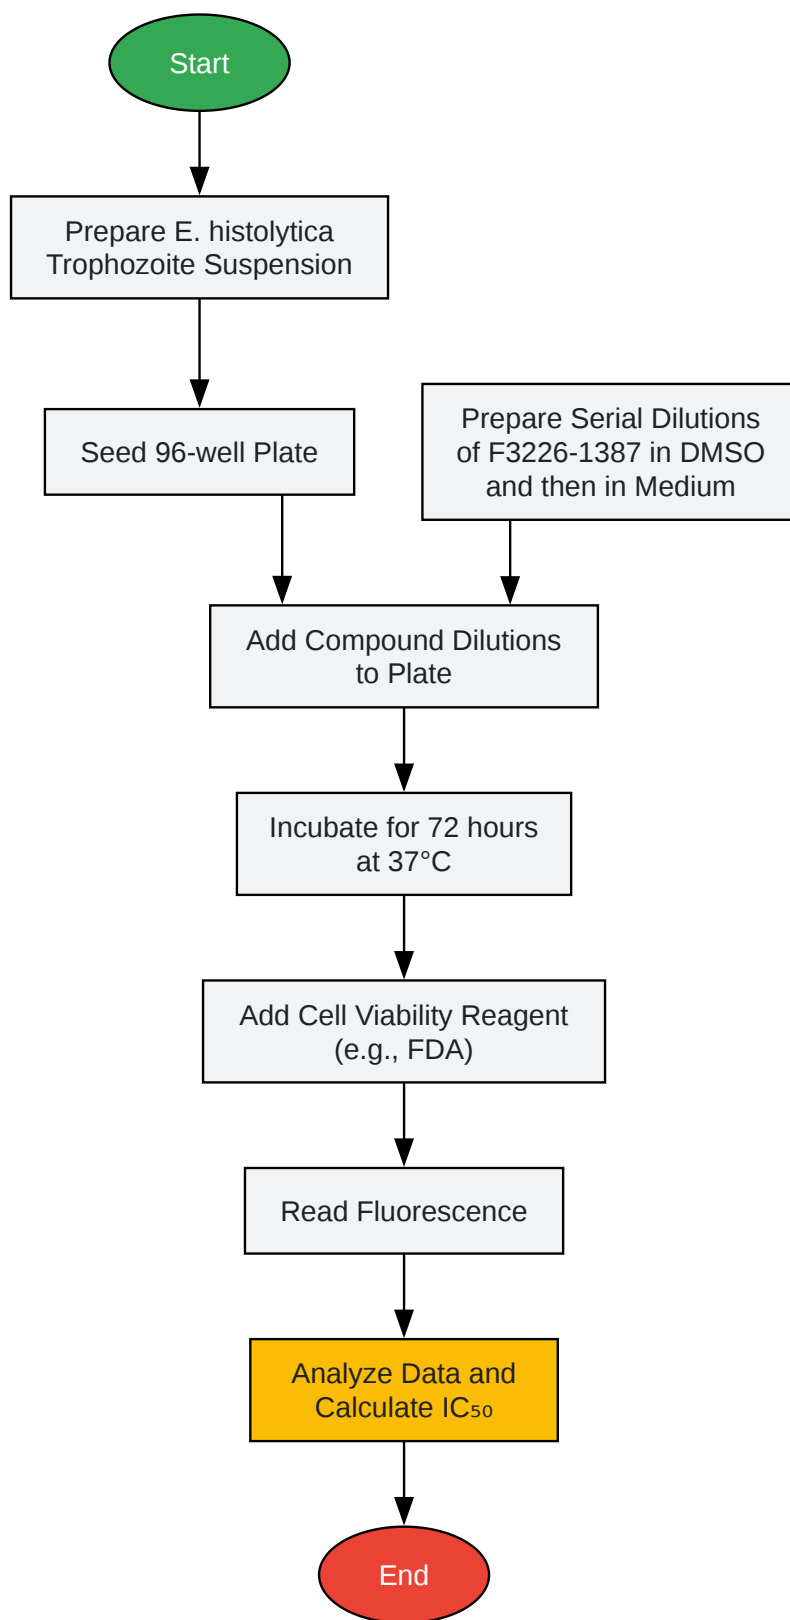 Start
Prepare E. histolytica
Trophozoite Suspension
Seed 96-well Plate
Prepare Serial Dilutions
of F3226-1387 in DMSO
and then in Medium
Add Compound Dilutions
to Plate
Incubate for 72 hours
at 37°C
Add Cell Viability Reagent
(e.g., FDA)
Read Fluorescence
Analyze Data and
Calculate IC₅₀
End